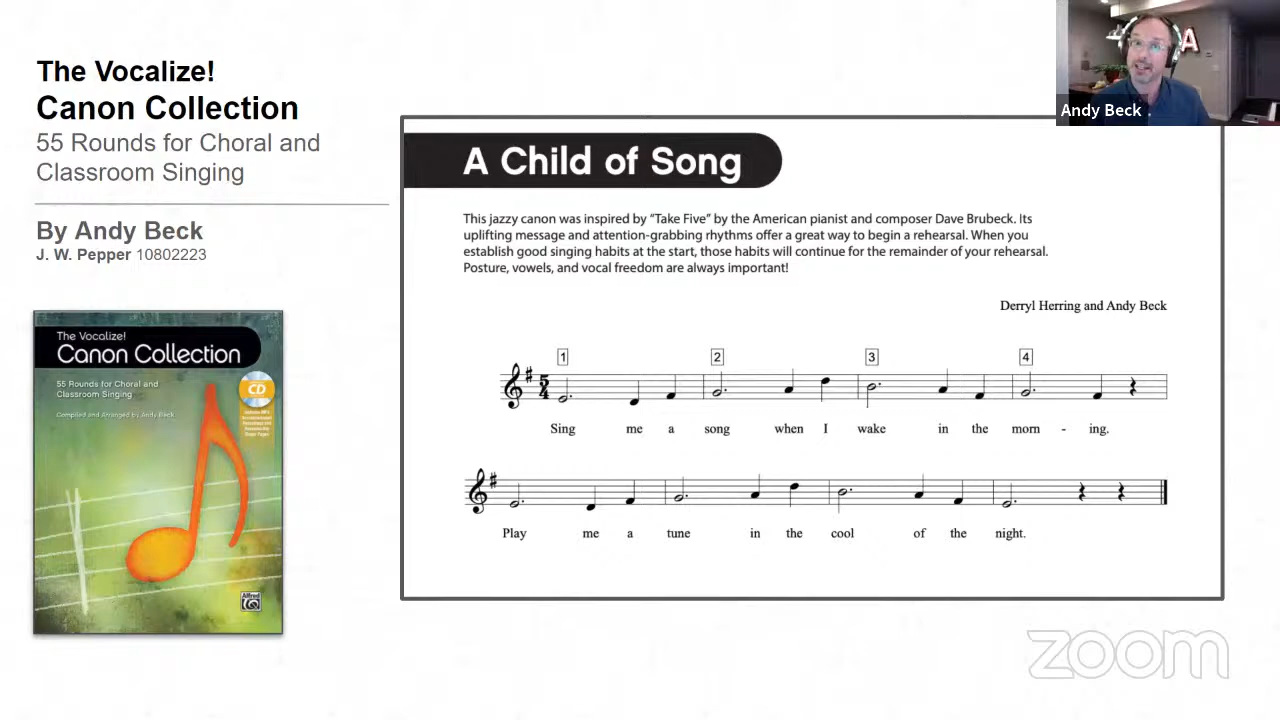 The Vocalize!
Canon Collection
55 Rounds for Choral and
Classroom Singing
By Andy Beck
J. W. Pepper 10802223
The Vocalize!
Canon Collection
55 Rounds for Choral and
Classroom Singing
Compiled and Arranged by Andy Beck
CD
Alfred
A
Andy Beck
A Child of Song
This jazzy canon was inspired by “Take Five” by the American pianist and composer Dave Brubeck. Its
uplifting message and attention-grabbing rhythms offer a great way to begin a rehearsal. When you
establish good singing habits at the start, those habits will continue for the remainder of your rehearsal.
Posture, vowels, and vocal freedom are always important!
Derryl Herring and Andy Beck
1 2 3 4
5
4
Sing me a song when I wake in the morn - ing.
Play me a tune in the cool of the night.
zoom